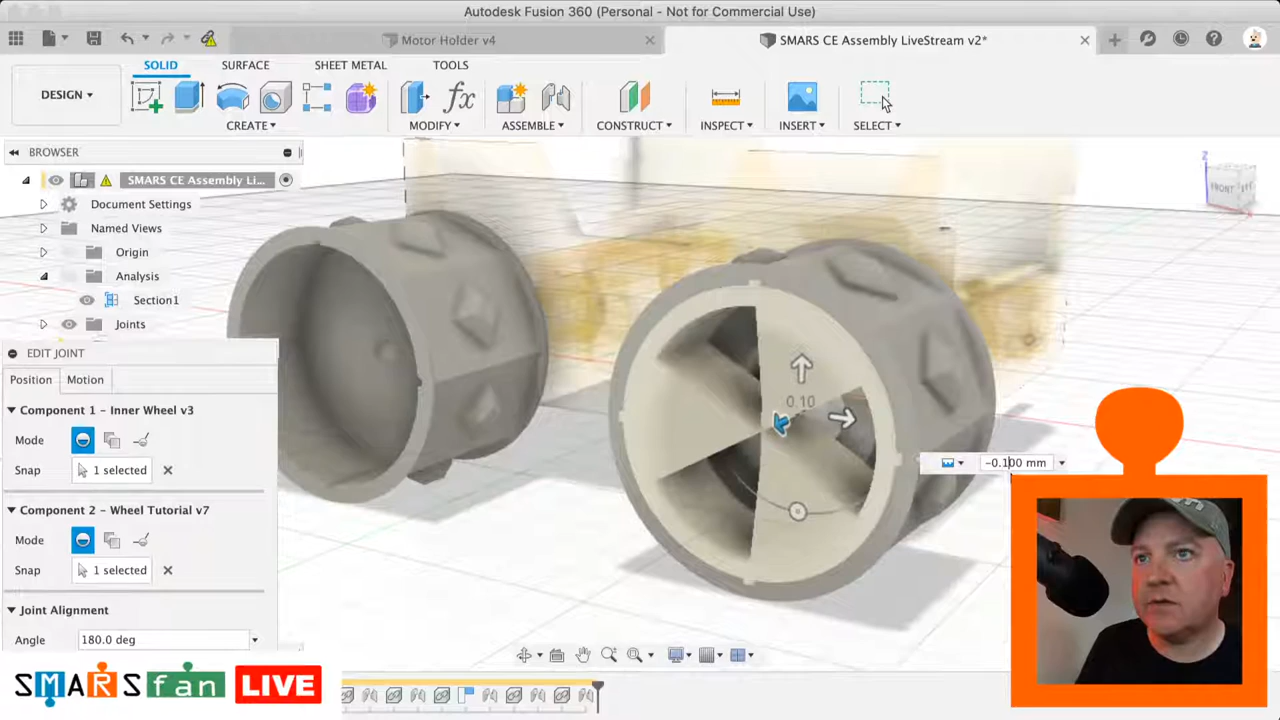 Autodesk Fusion 360 (Personal - Not for Commercial Use)
Motor Holder v4
SMARS CE Assembly LiveStream v2*
SOLID
SURFACE
SHEET METAL
TOOLS
DESIGN
CREATE
MODIFY
ASSEMBLE
CONSTRUCT
INSPECT
INSERT
SELECT
BROWSER
SMARS CE Assembly Li...
Document Settings
Named Views
Origin
Analysis
Section1
Joints
EDIT JOINT
Position
Motion
Component 1 - Inner Wheel v3
Mode
Snap
1 selected
Component 2 - Wheel Tutorial v7
Mode
Snap
1 selected
Joint Alignment
Angle
180.0 deg
0.10
-0.100 mm
Z
FRONT
SMARSfan LIVE